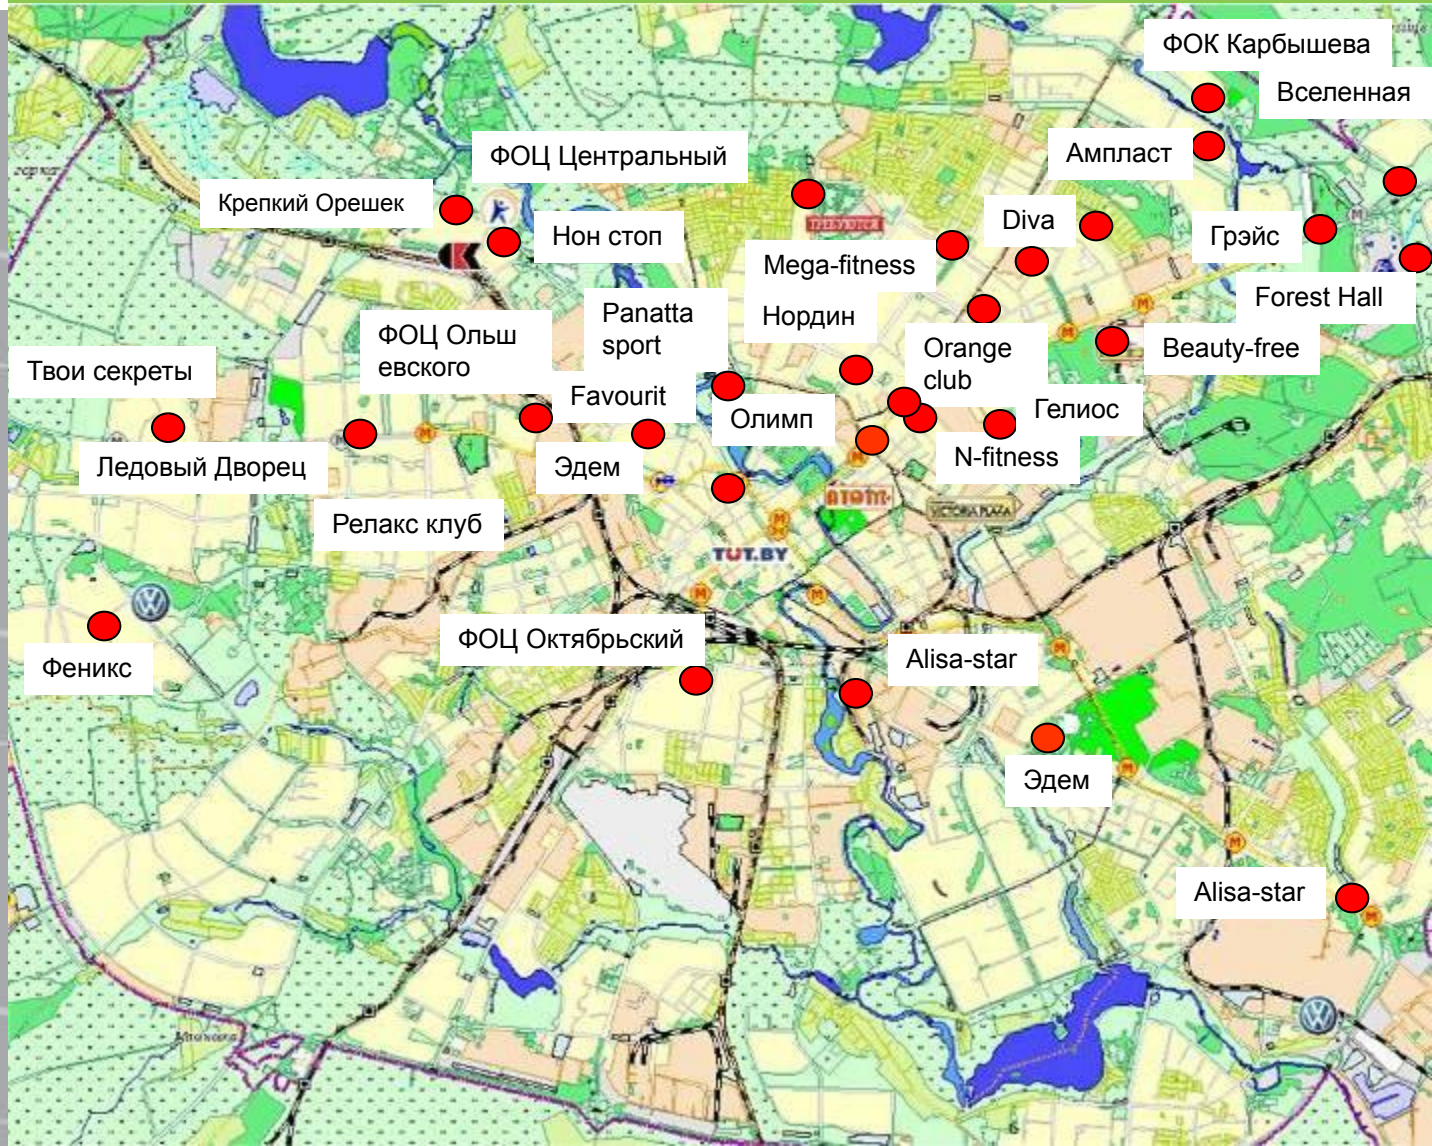 ФОК Карбышева
Вселенная
ФОЦ Центральный
Ампласт
Крепкий Орешек
Diva
Нон стоп
Грэйс
Mega-fitness
Forest Hall
Panatta
sport
Нордин
ФОЦ Ольш
евского
Orange
club
Beauty-free
Твои секреты
Favourit
Олимп
Гелиос
Ледовый Дворец
Эдем
N-fitness
АТОМ
VICTORIA PLAZA
Релакс клуб
TUT.BY
ФОЦ Октябрьский
Alisa-star
Феникс
Эдем
Alisa-star